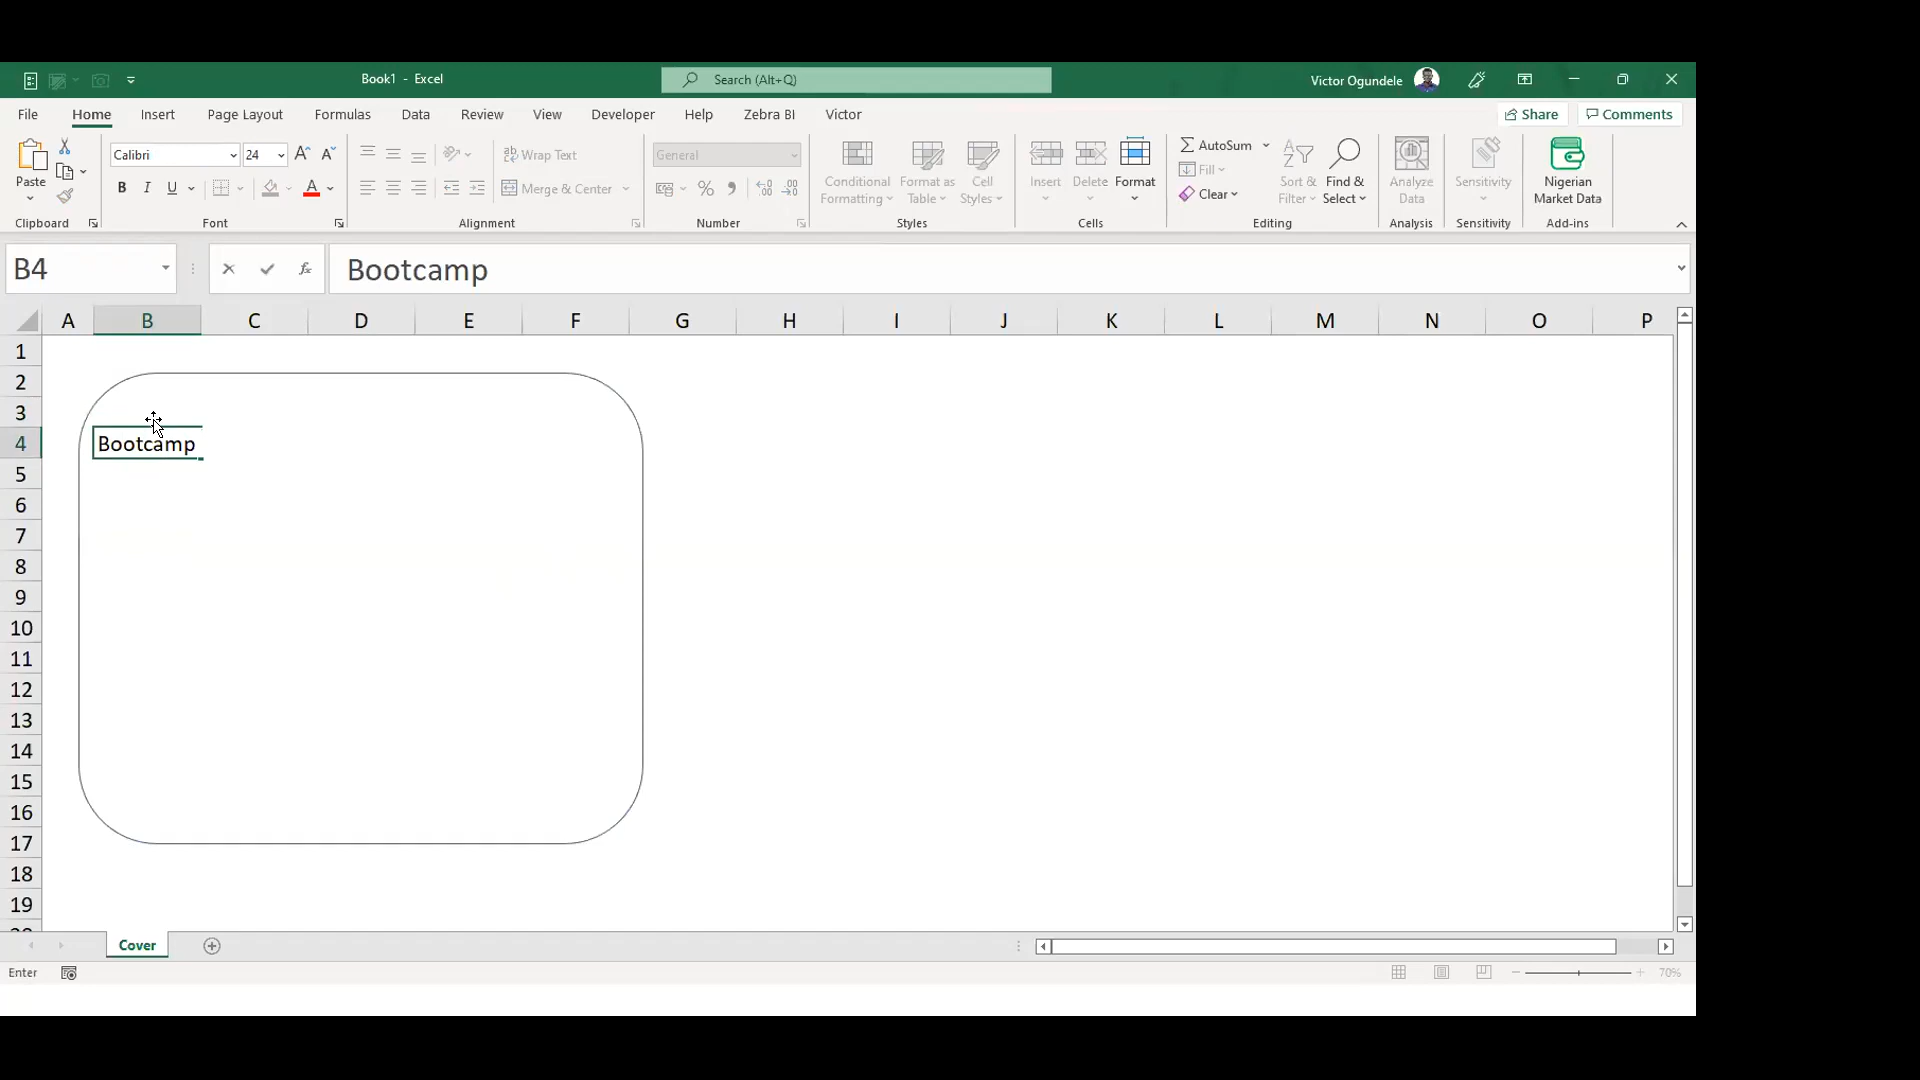 Book1 - Excel
Search (Alt+Q)
Victor Ogundele
File Home Insert Page Layout Formulas Data Review View Developer Help Zebra BI Victor
Share Comments
Paste
Calibri 24
B I U A
Wrap Text
Merge & Center
General
% 9
Conditional Formatting
Format as Table
Cell Styles
Insert
Delete
Format
AutoSum
Fill
Clear
Sort & Filter
Find & Select
Analyze Data
Sensitivity
Nigerian Market Data
Clipboard Font Alignment Number Styles Cells Editing Analysis Sensitivity Add-ins
B4 fx Bootcamp
A B C D E F G H I J K L M N O P
1
2
3
4 Bootcamp
5
6
7
8
9
10
11
12
13
14
15
16
17
18
19
Cover
Enter 70%